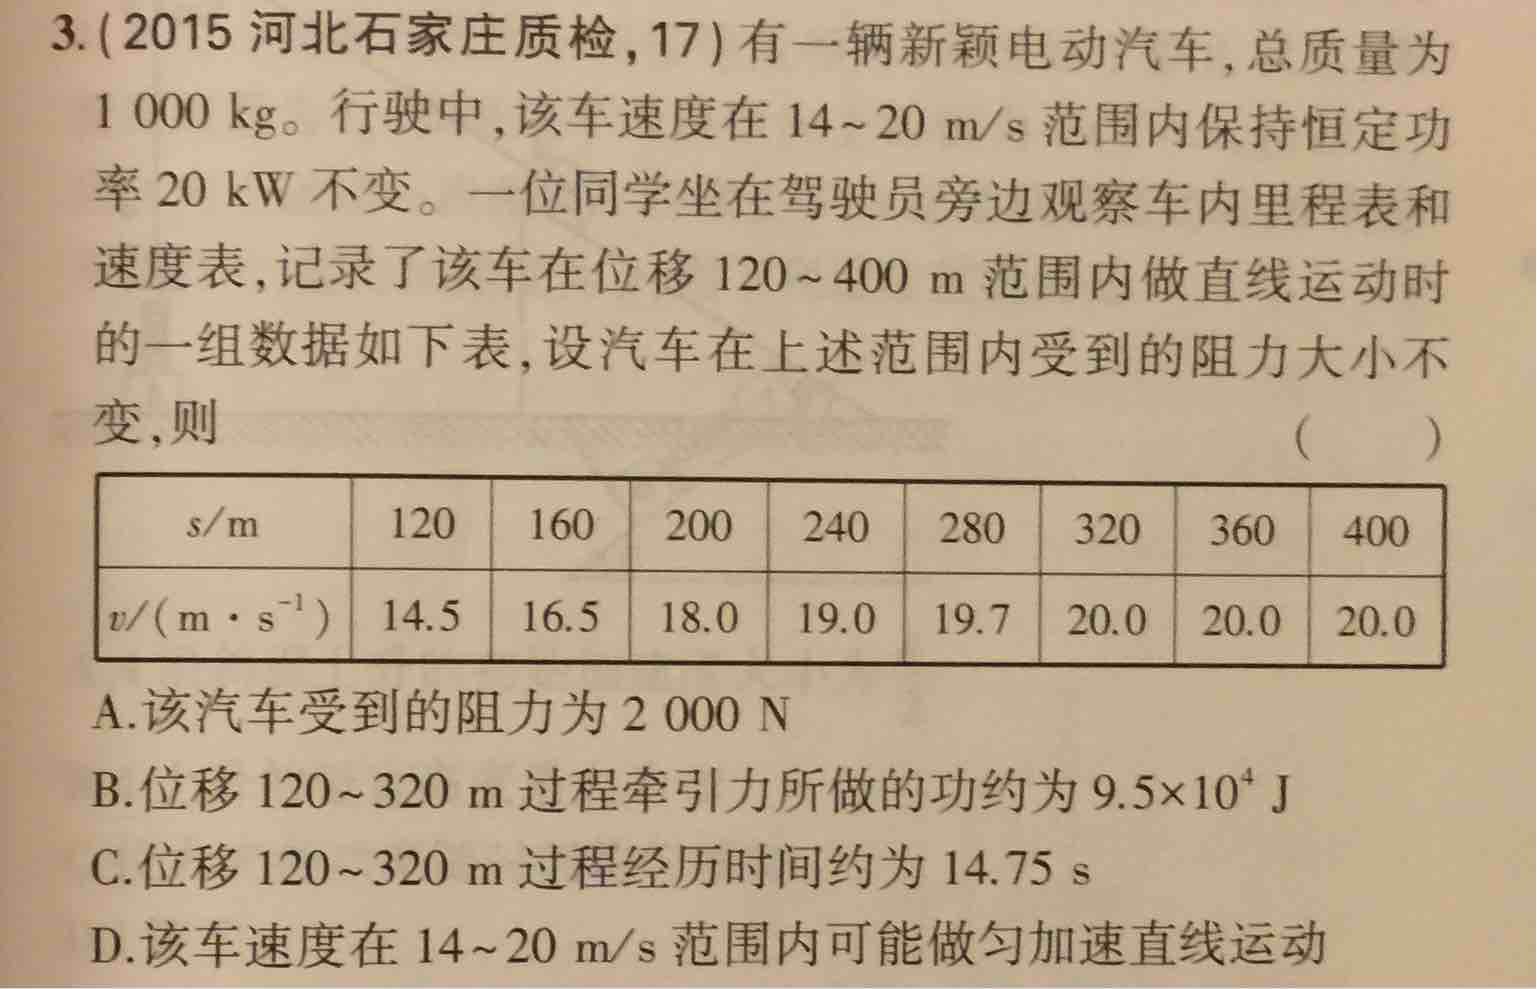 3.(2015 河北石家庄质检,17)有一辆新颖电动汽车,总质量为
1 000 kg。行驶中,该车速度在 14~20 m/s 范围内保持恒定功
率 20 kW 不变。一位同学坐在驾驶员旁边观察车内里程表和
速度表,记录了该车在位移 120~400 m 范围内做直线运动时
的一组数据如下表,设汽车在上述范围内受到的阻力大小不
变,则 ( )
s/m 120 160 200 240 280 320 360 400
v/(m·s⁻¹) 14.5 16.5 18.0 19.0 19.7 20.0 20.0 20.0
A.该汽车受到的阻力为 2 000 N
B.位移 120~320 m 过程牵引力所做的功约为 9.5×10⁴ J
C.位移 120~320 m 过程经历时间约为 14.75 s
D.该车速度在 14~20 m/s 范围内可能做匀加速直线运动